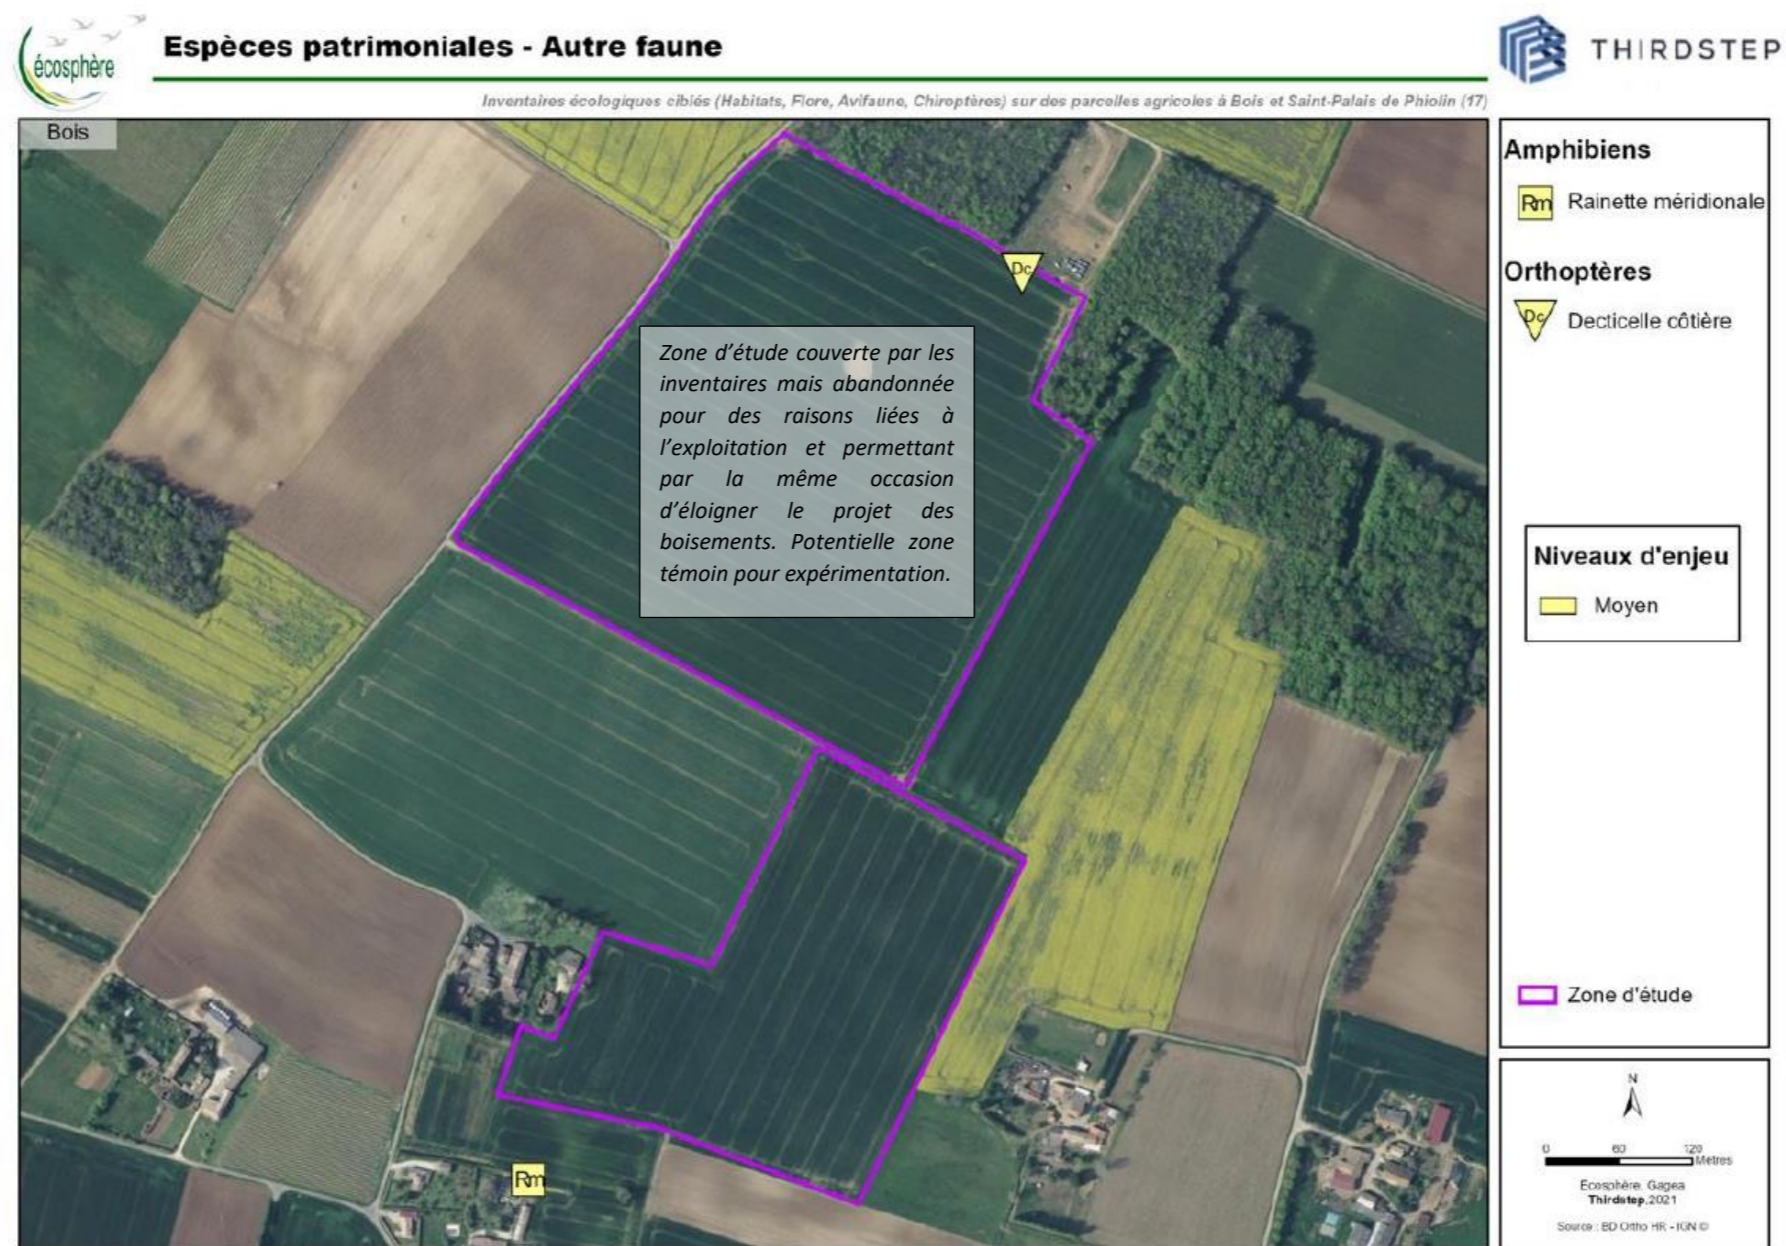 écosphère
Espèces patrimoniales - Autre faune
THIRDSTEP
Inventaires écologiques ciblés (Habitats, Flore, Avifaune, Chiroptères) sur des parcelles agricoles à Bois et Saint-Palais de Phiolin (17)
Bois
Dc
Zone d'étude couverte par les
inventaires mais abandonnée
pour des raisons liées à
l'exploitation et permettant
par la même occasion
d'éloigner le projet des
boisements. Potentielle zone
témoin pour expérimentation.
Rm
Amphibiens
Rm Rainette méridionale
Orthoptères
Dc Decticelle côtière
Niveaux d'enjeu
Moyen
Zone d'étude
N
0 60 120
Mètres
Ecosphère, Gagea
Thirdstep, 2021
Source : BD Ortho HR - IGN ©